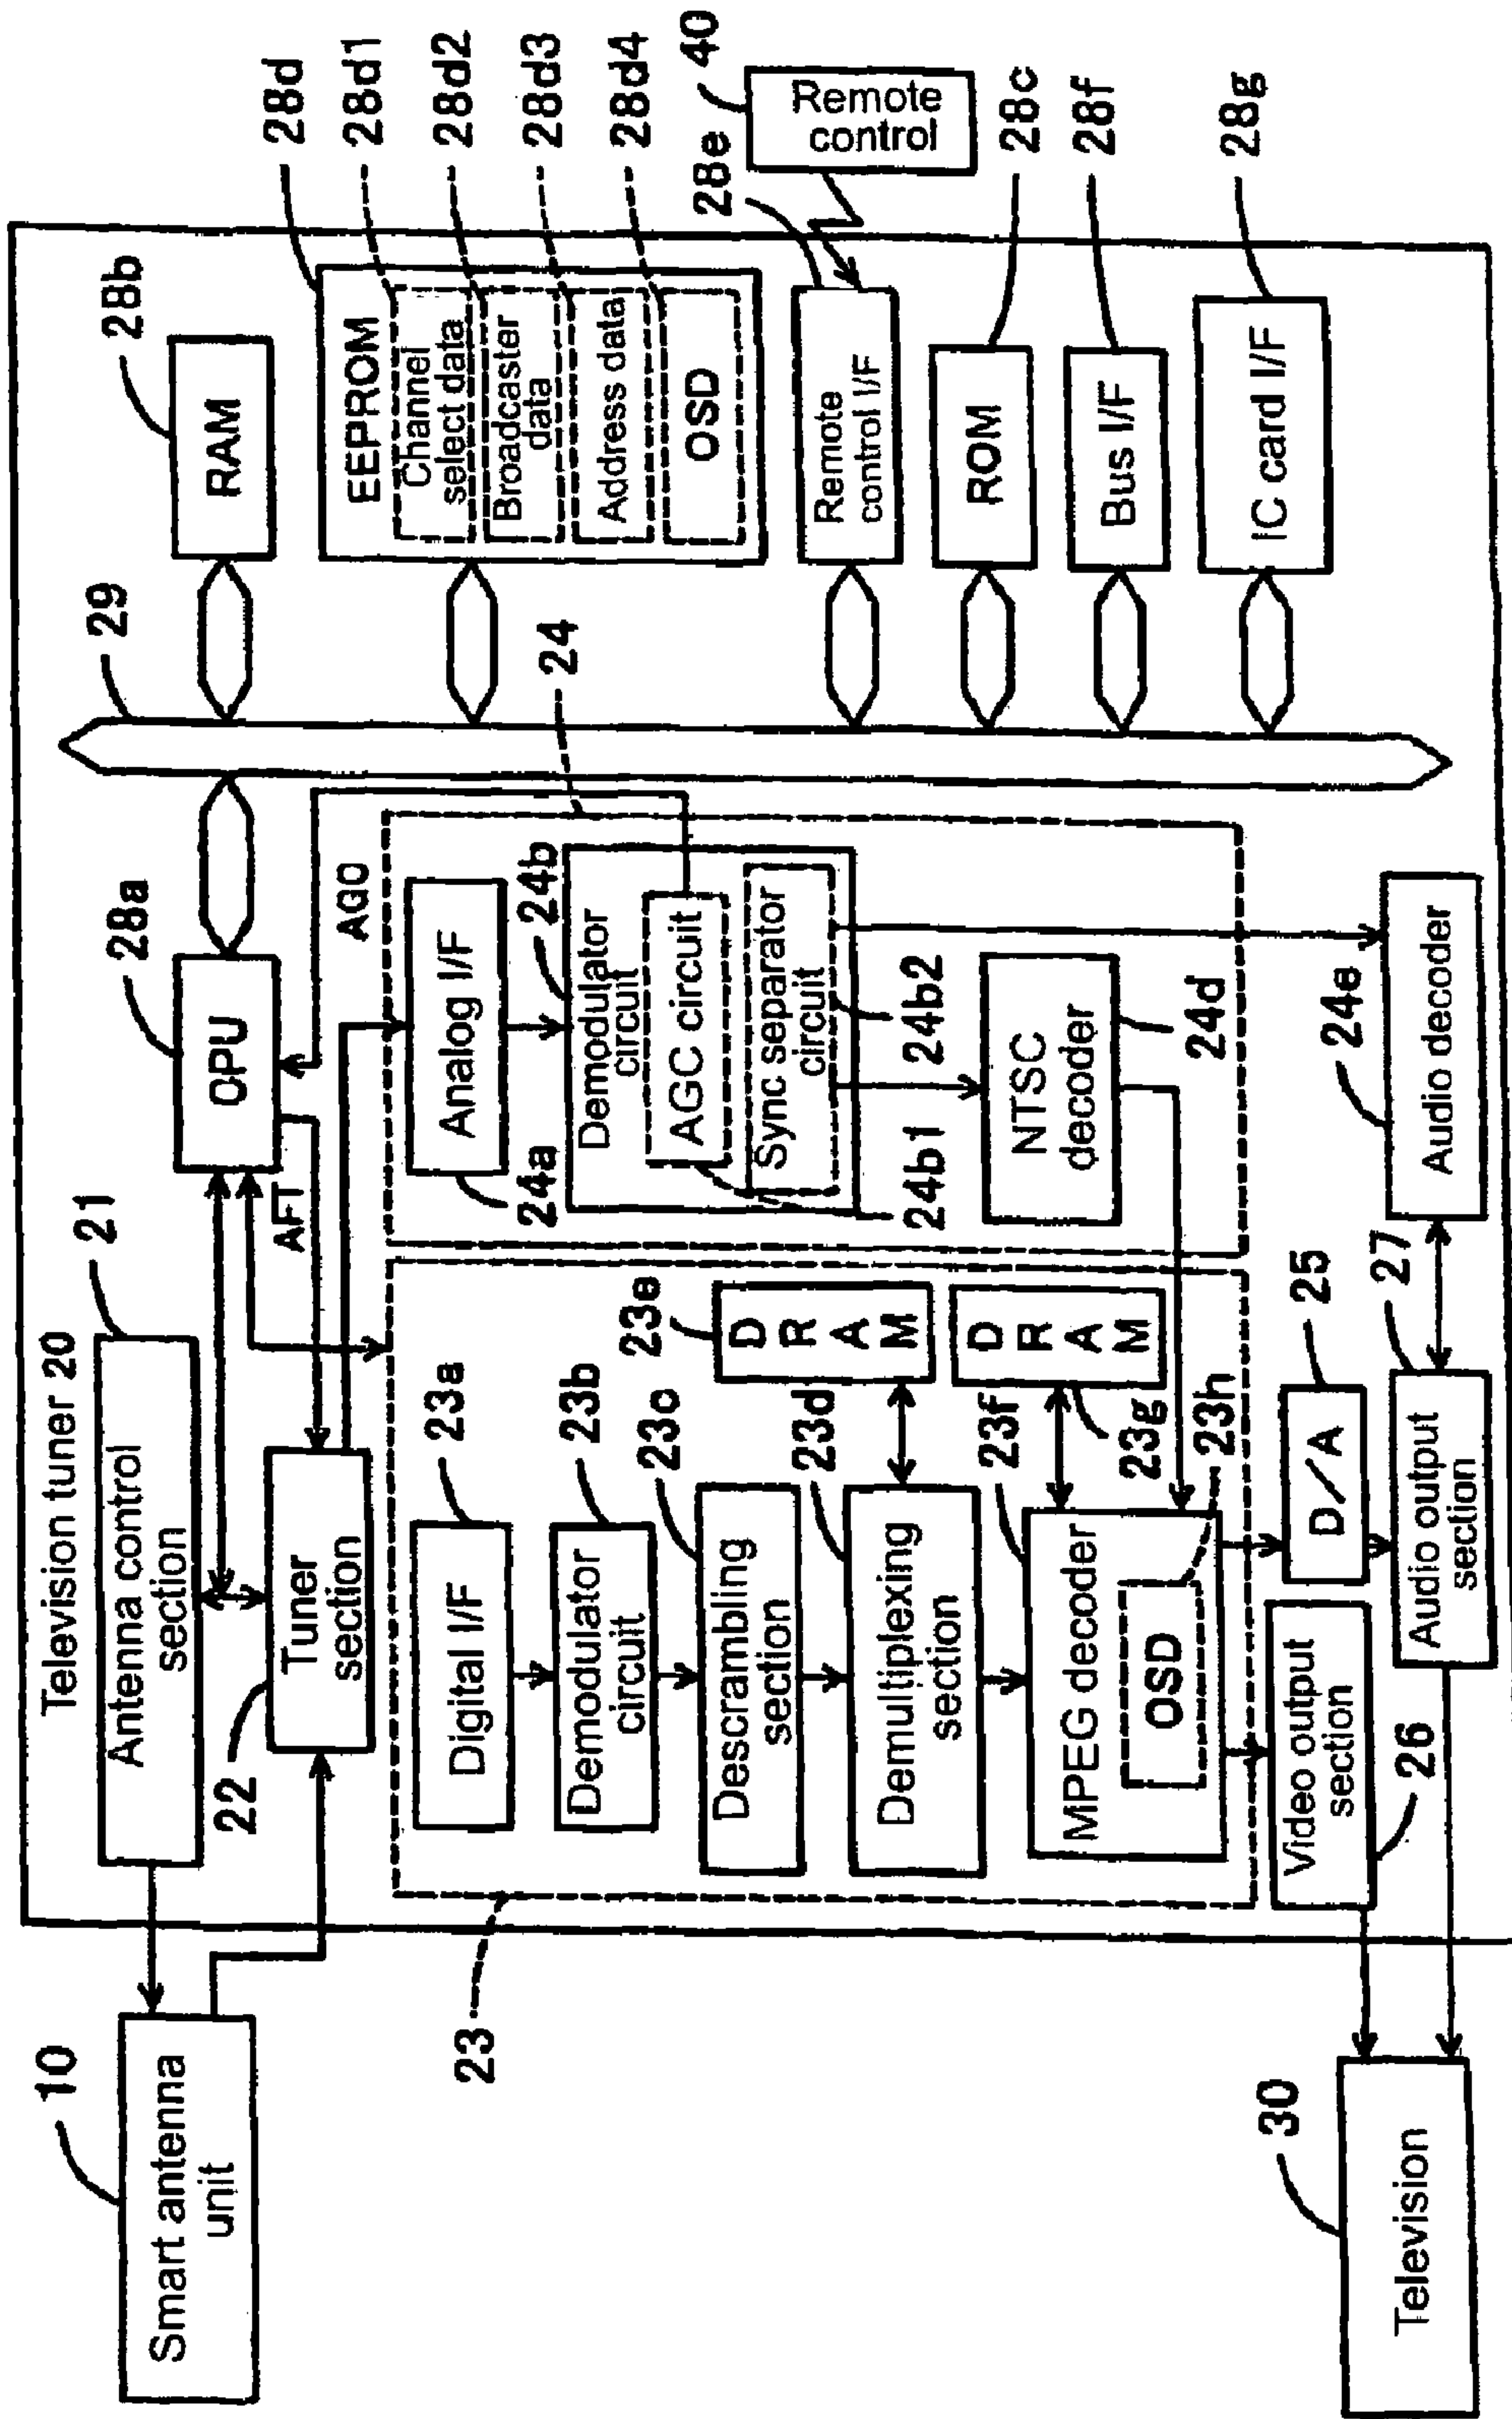 10
Smart antenna
unit
Television tuner 20
21
Antenna control
section
22
Tuner
section
AFT
28a
CPU
AGC
29
28b
RAM
28d
EEPROM
Channel
select data
28d1
Broadcaster
data
28d2
Address data
28d3
OSD
28d4
40
Remote
control
28e
Remote
control I/F
ROM
28c
Bus I/F
28f
IC card I/F
28g
23
Digital I/F
23a
Demodulator
circuit
23b
Descrambling
section
23c
Demultiplexing
section
23d
DRAM
23e
MPEG decoder
23f
DRAM
23g
OSD
23h
24
Analog I/F
24a
Demodulator
circuit
24b
AGC circuit
24b1
Sync separator
circuit
24b2
NTSC
decoder
24d
Audio decoder
24e
25
D/A
Video output
section
26
27
Audio output
section
30
Television